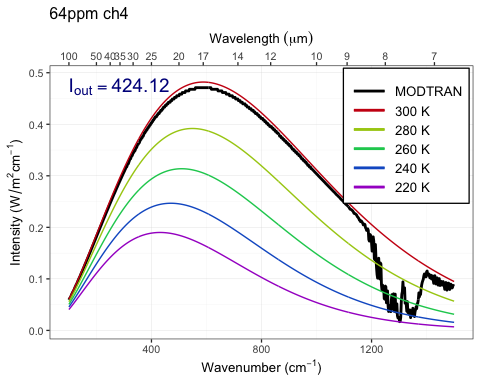 64ppm ch4
Wavelength (μm)
100 50 40 35 30 25 20 17 14 12 10 9 8 7
I_out = 424.12
MODTRAN
300 K
280 K
260 K
240 K
220 K
Intensity (W/m² cm⁻¹)
0.5
0.4
0.3
0.2
0.1
0.0
400 800 1200
Wavenumber (cm⁻¹)